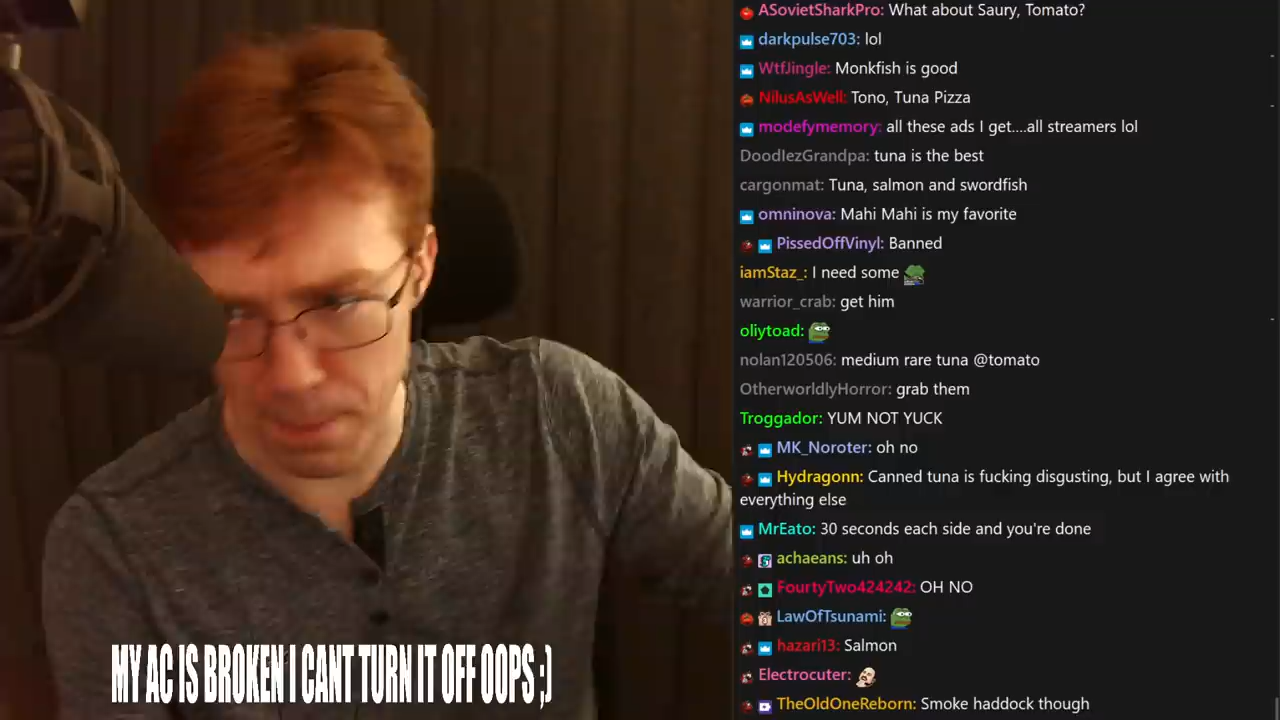 ASovietSharkPro: What about Saury, Tomato?
darkpulse703: lol
WtfJingle: Monkfish is good
NilusAsWell: Tono, Tuna Pizza
modefymemory: all these ads I get....all streamers lol
DoodlezGrandpa: tuna is the best
cargonmat: Tuna, salmon and swordfish
omninova: Mahi Mahi is my favorite
PissedOffVinyl: Banned
iamStaz_: I need some
warrior_crab: get him
oliytoad:
nolan120506: medium rare tuna @tomato
OtherworldlyHorror: grab them
Troggador: YUM NOT YUCK
MK_Noroter: oh no
Hydragonn: Canned tuna is fucking disgusting, but I agree with
everything else
MrEato: 30 seconds each side and you're done
achaeans: uh oh
FourtyTwo424242: OH NO
LawOfTsunami:
hazari13: Salmon
Electrocuter:
TheOldOneReborn: Smoke haddock though
MY AC IS BROKEN I CANT TURN IT OFF OOPS ;)